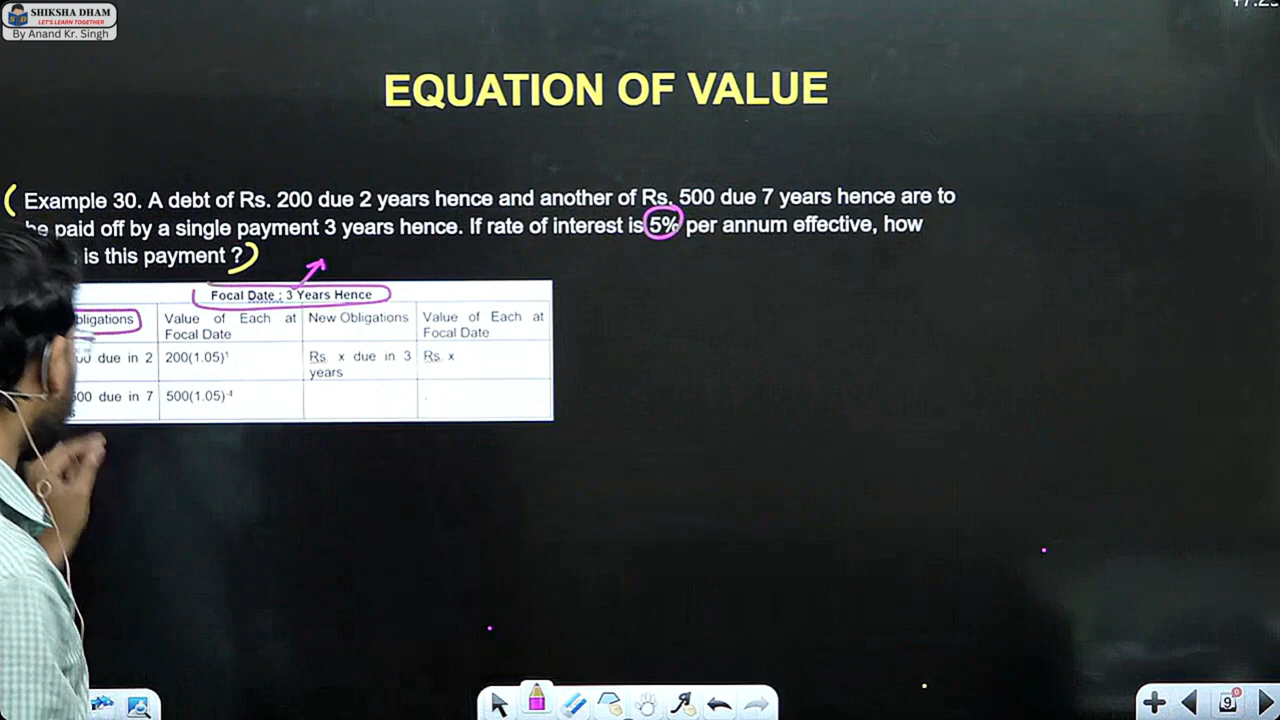 SHIKSHA DHAM
LET'S LEARN TOGETHER
By Anand Kr. Singh
EQUATION OF VALUE
Example 30. A debt of Rs. 200 due 2 years hence and another of Rs. 500 due 7 years hence are to
be paid off by a single payment 3 years hence. If rate of interest is 5% per annum effective, how
is this payment ?
Focal Date : 3 Years Hence
bligations
Value of Each at
Focal Date
New Obligations
Value of Each at
Focal Date
due in 2
200(1.05)¹
Rs. x due in 3
years
Rs. x
500 due in 7
500(1.05)⁻⁴
9
0